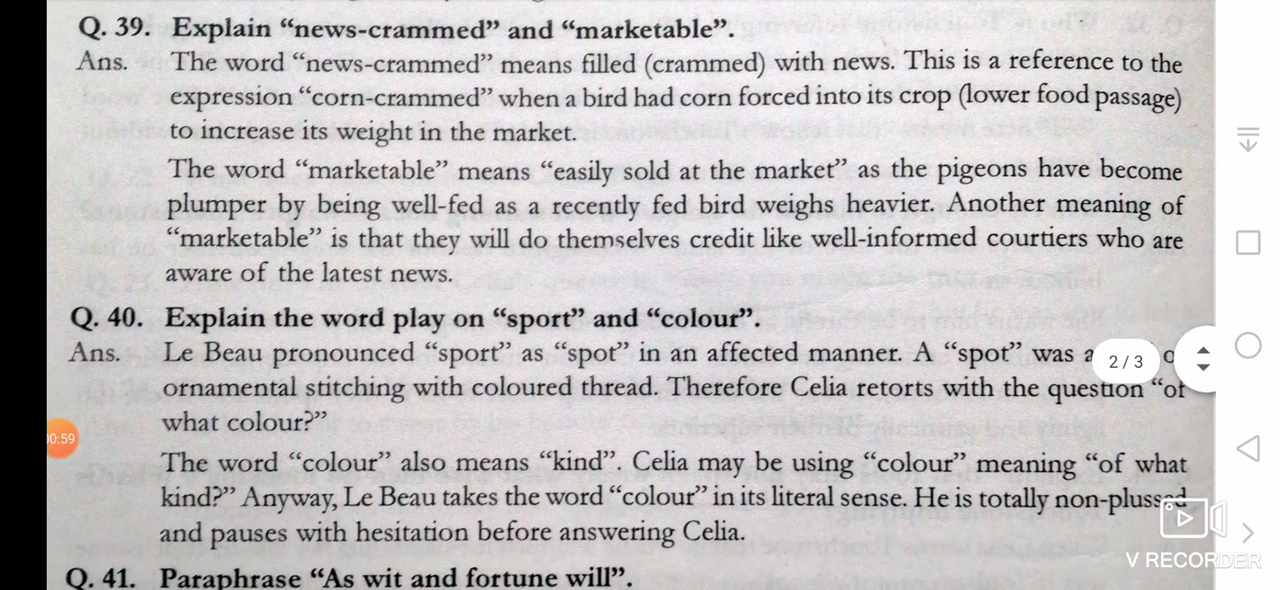 Q. 39. Explain “news-crammed” and “marketable”.
Ans. The word “news-crammed” means filled (crammed) with news. This is a reference to the
expression “corn-crammed” when a bird had corn forced into its crop (lower food passage)
to increase its weight in the market.
The word “marketable” means “easily sold at the market” as the pigeons have become
plumper by being well-fed as a recently fed bird weighs heavier. Another meaning of
“marketable” is that they will do themselves credit like well-informed courtiers who are
aware of the latest news.
Q. 40. Explain the word play on “sport” and “colour”.
Ans. Le Beau pronounced “sport” as “spot” in an affected manner. A “spot” was
2 / 3
ornamental stitching with coloured thread. Therefore Celia retorts with the question “of
what colour?”
0:59
The word “colour” also means “kind”. Celia may be using “colour” meaning “of what
kind?” Anyway, Le Beau takes the word “colour” in its literal sense. He is totally non-plussed
and pauses with hesitation before answering Celia.
V RECORDER
Q. 41. Paraphrase “As wit and fortune will”.